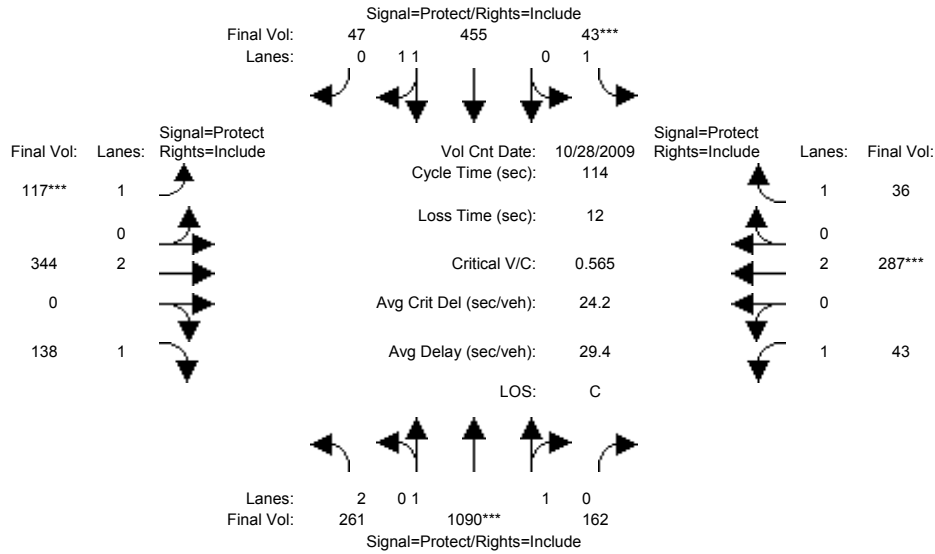 Signal=Protect/Rights=Include
Final Vol: 47 455 43***
Lanes: 0 1 1 0 1
Signal=Protect
Final Vol: Lanes: Rights=Include
Vol Cnt Date: 10/28/2009
Signal=Protect
Rights=Include Lanes: Final Vol:
Cycle Time (sec): 114
117*** 1
1 36
Loss Time (sec): 12
0
0
344 2
Critical V/C: 0.565
2 287***
0 0
Avg Crit Del (sec/veh): 24.2
0
138 1
Avg Delay (sec/veh): 29.4
1 43
LOS: C
Lanes: 2 0 1 1 0
Final Vol: 261 1090*** 162
Signal=Protect/Rights=Include